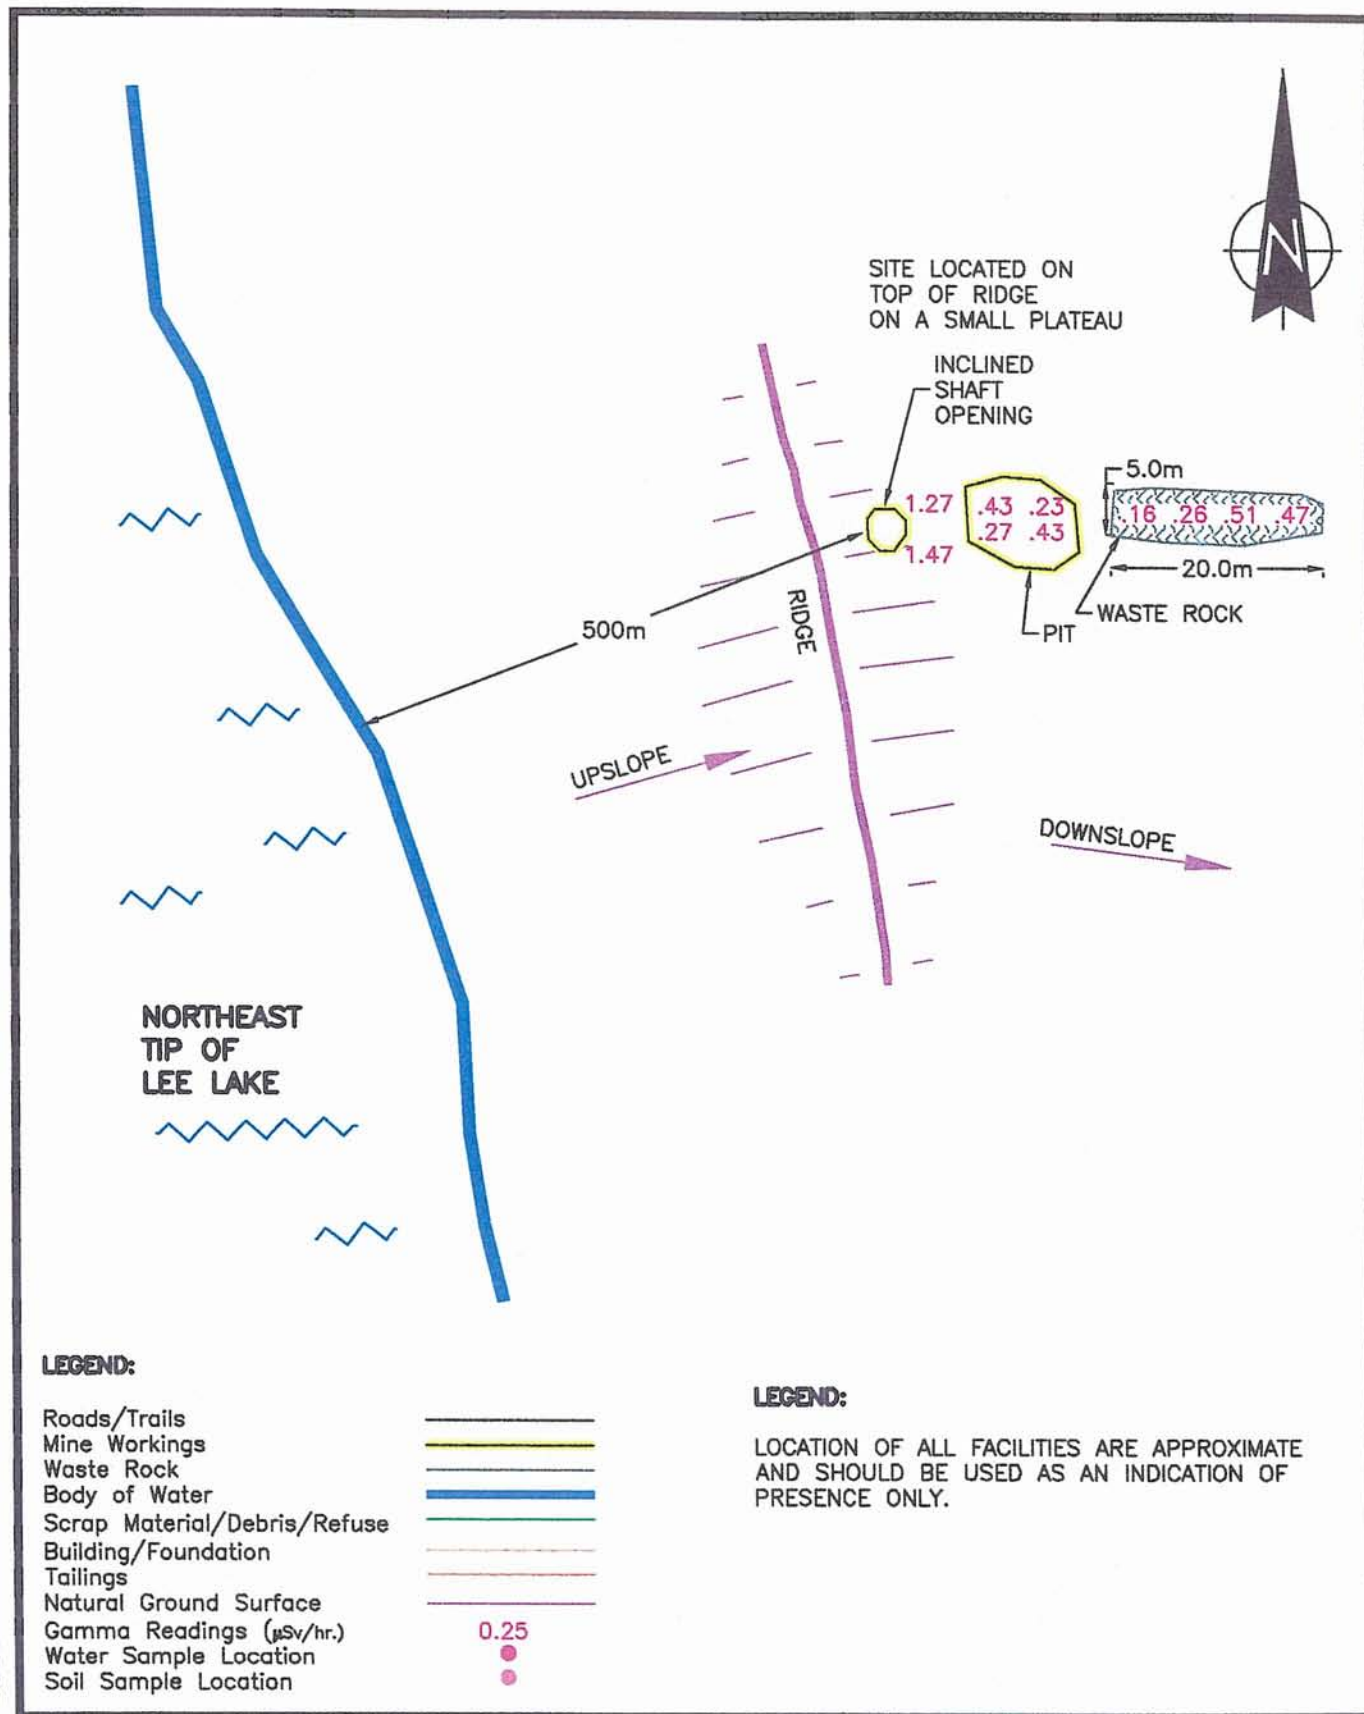 N
SITE LOCATED ON
TOP OF RIDGE
ON A SMALL PLATEAU
INCLINED
SHAFT
OPENING
5.0m
1.27
.43 .23
.16 .26 .51 .47
.27 .43
1.47
20.0m
WASTE ROCK
PIT
RIDGE
500m
UPSLOPE
DOWNSLOPE
NORTHEAST
TIP OF
LEE LAKE
LEGEND:
Roads/Trails
Mine Workings
Waste Rock
Body of Water
Scrap Material/Debris/Refuse
Building/Foundation
Tailings
Natural Ground Surface
Gamma Readings (µSv/hr.) 0.25
Water Sample Location
Soil Sample Location
LEGEND:
LOCATION OF ALL FACILITIES ARE APPROXIMATE
AND SHOULD BE USED AS AN INDICATION OF
PRESENCE ONLY.